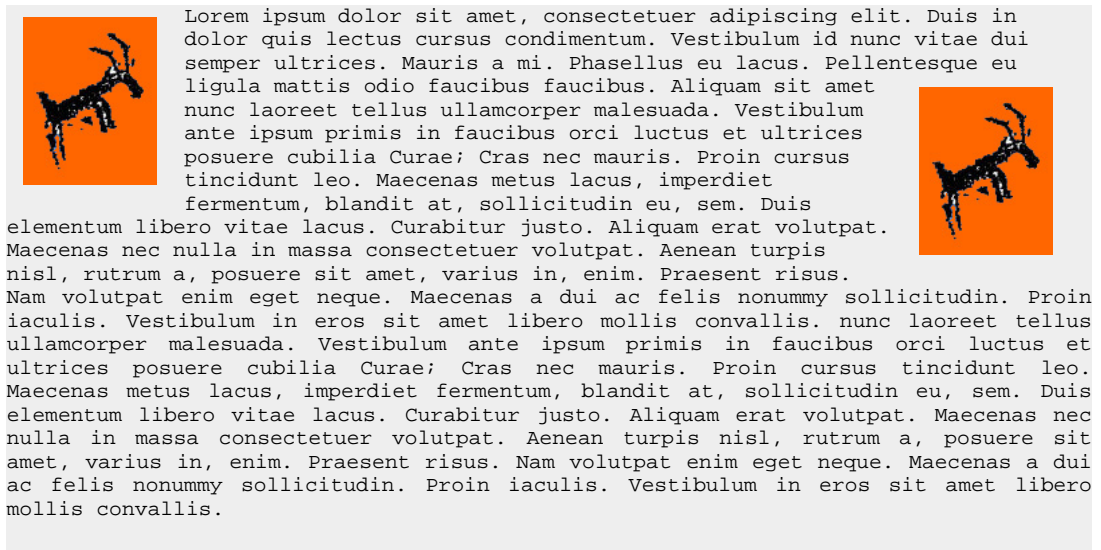 Lorem ipsum dolor sit amet, consectetuer adipiscing elit. Duis in
dolor quis lectus cursus condimentum. Vestibulum id nunc vitae dui
semper ultrices. Mauris a mi. Phasellus eu lacus. Pellentesque eu
ligula mattis odio faucibus faucibus. Aliquam sit amet
nunc laoreet tellus ullamcorper malesuada. Vestibulum
ante ipsum primis in faucibus orci luctus et ultrices
posuere cubilia Curae; Cras nec mauris. Proin cursus
tincidunt leo. Maecenas metus lacus, imperdiet
fermentum, blandit at, sollicitudin eu, sem. Duis
elementum libero vitae lacus. Curabitur justo. Aliquam erat volutpat.
Maecenas nec nulla in massa consectetuer volutpat. Aenean turpis
nisl, rutrum a, posuere sit amet, varius in, enim. Praesent risus.
Nam volutpat enim eget neque. Maecenas a dui ac felis nonummy sollicitudin. Proin
iaculis. Vestibulum in eros sit amet libero mollis convallis. nunc laoreet tellus
ullamcorper malesuada. Vestibulum ante ipsum primis in faucibus orci luctus et
ultrices posuere cubilia Curae; Cras nec mauris. Proin cursus tincidunt leo.
Maecenas metus lacus, imperdiet fermentum, blandit at, sollicitudin eu, sem. Duis
elementum libero vitae lacus. Curabitur justo. Aliquam erat volutpat. Maecenas nec
nulla in massa consectetuer volutpat. Aenean turpis nisl, rutrum a, posuere sit
amet, varius in, enim. Praesent risus. Nam volutpat enim eget neque. Maecenas a dui
ac felis nonummy sollicitudin. Proin iaculis. Vestibulum in eros sit amet libero
mollis convallis.